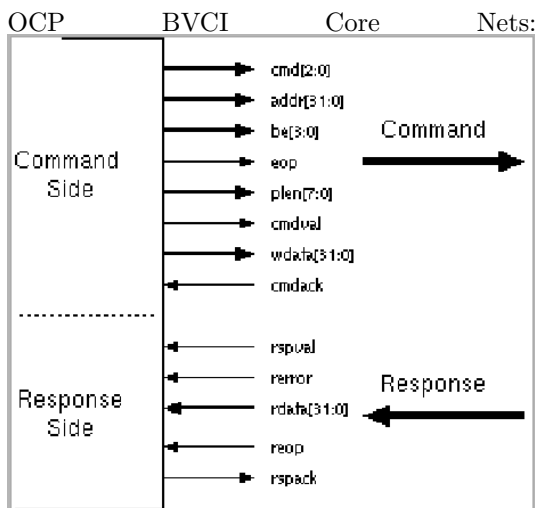 OCP BVCI Core Nets:
cmd[2:0]
addr[31:0]
be[3:0]
Command
Command
Side
eop
plen[7:0]
cmdval
wdata[31:0]
cmdack
rspval
rerror
Response
Response
Side
rdata[31:0]
reop
rspack